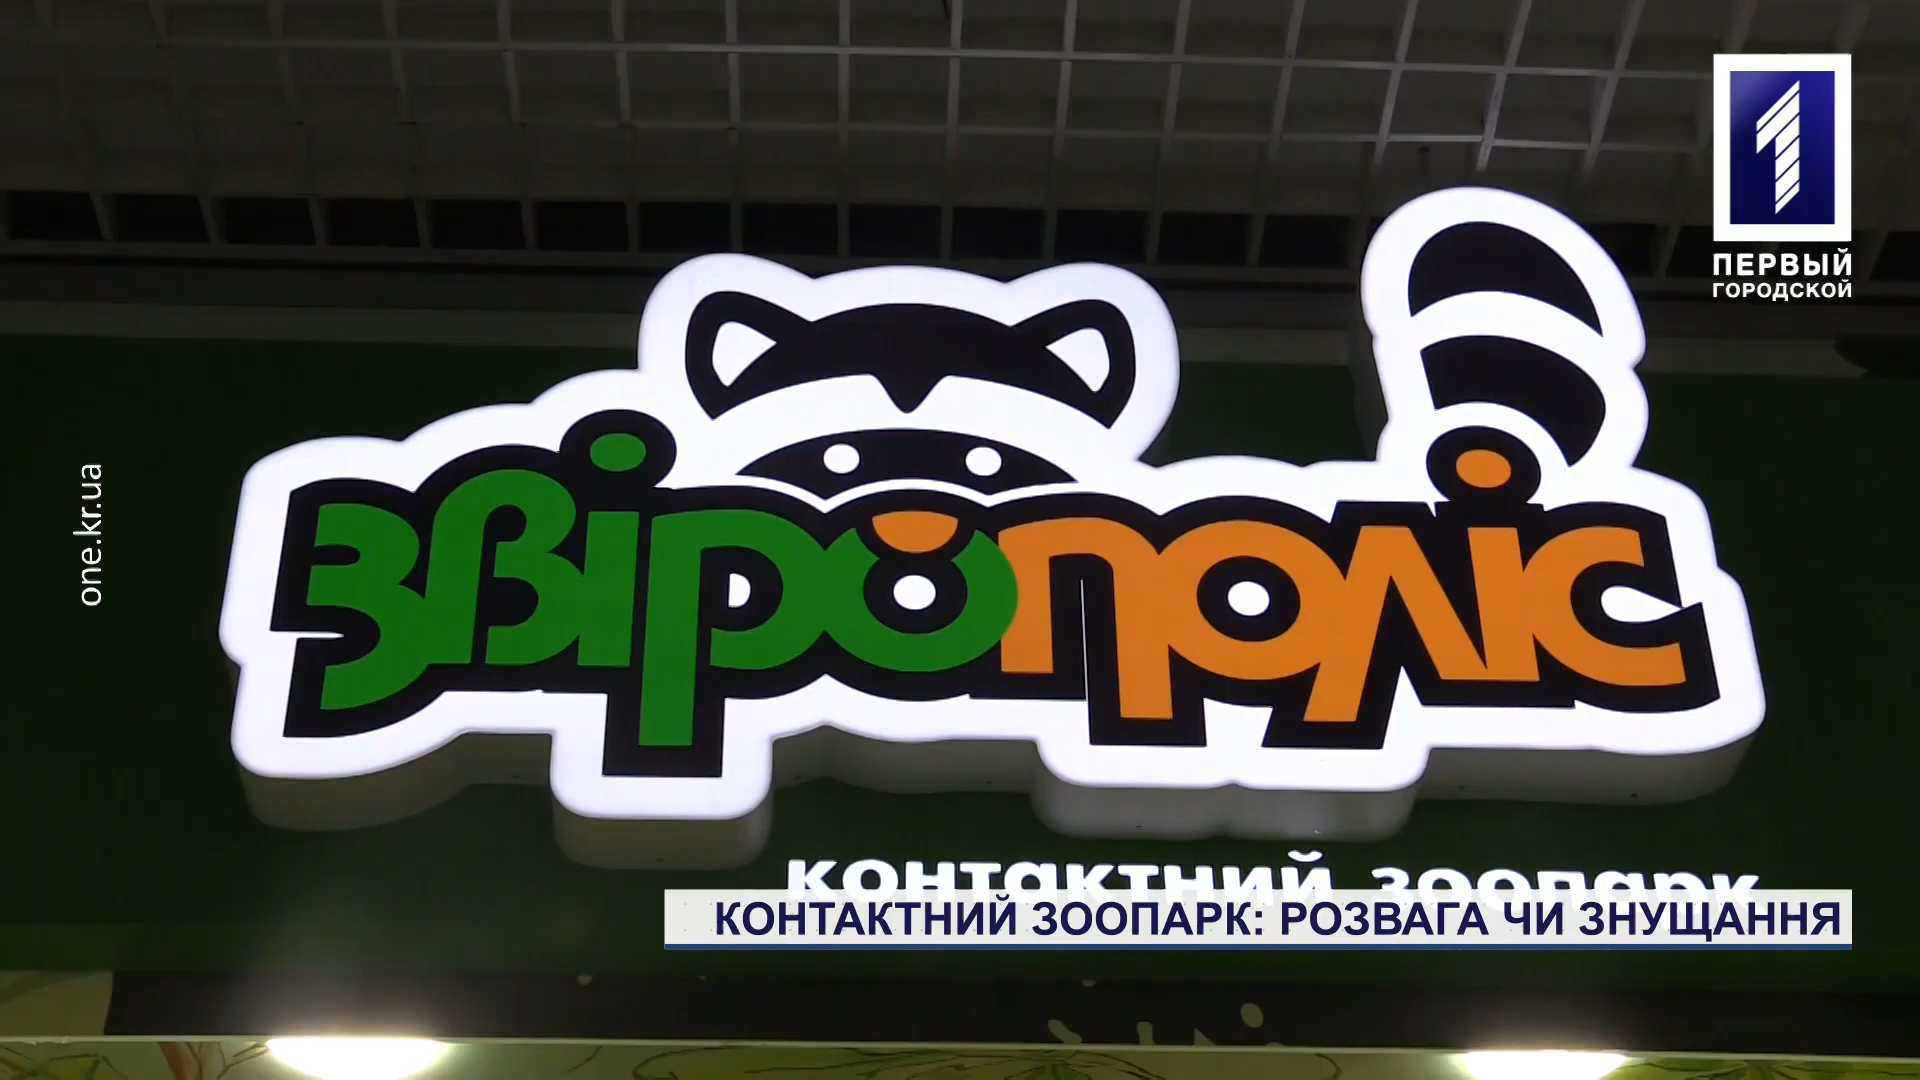 ПЕРВЫЙ
ГОРОДСКОЙ
one.kr.ua
звірополіс
контактний зоопарк
КОНТАКТНИЙ ЗООПАРК: РОЗВАГА ЧИ ЗНУЩАННЯ